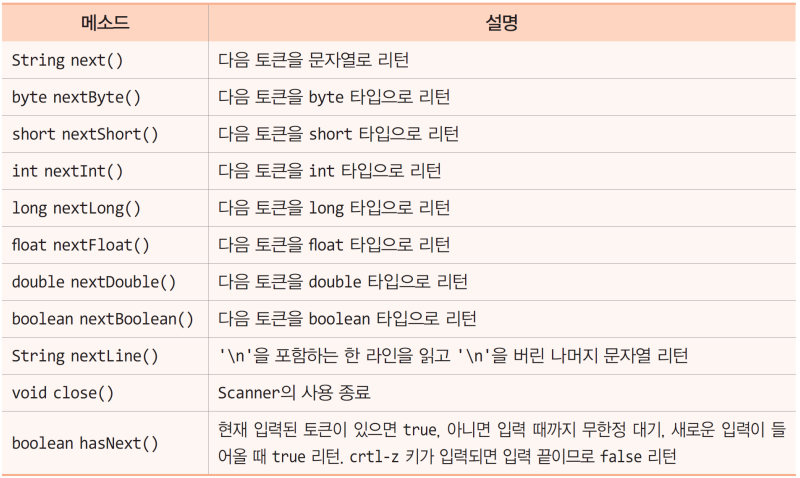 메소드 설명
String next() 다음 토큰을 문자열로 리턴
byte nextByte() 다음 토큰을 byte 타입으로 리턴
short nextShort() 다음 토큰을 short 타입으로 리턴
int nextInt() 다음 토큰을 int 타입으로 리턴
long nextLong() 다음 토큰을 long 타입으로 리턴
float nextFloat() 다음 토큰을 float 타입으로 리턴
double nextDouble() 다음 토큰을 double 타입으로 리턴
boolean nextBoolean() 다음 토큰을 boolean 타입으로 리턴
String nextLine() '\n'을 포함하는 한 라인을 읽고 '\n'을 버린 나머지 문자열 리턴
void close() Scanner의 사용 종료
boolean hasNext() 현재 입력된 토큰이 있으면 true, 아니면 입력 때까지 무한정 대기, 새로운 입력이 들
어올 때 true 리턴. crtl-z 키가 입력되면 입력 끝이므로 false 리턴